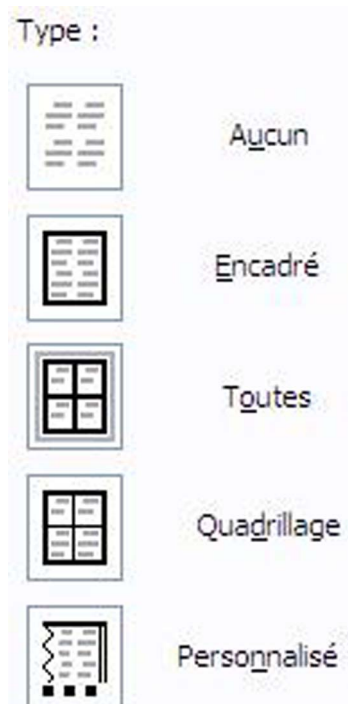 Type :
Aucun
Encadré
Toutes
Quadrillage
Personnalisé